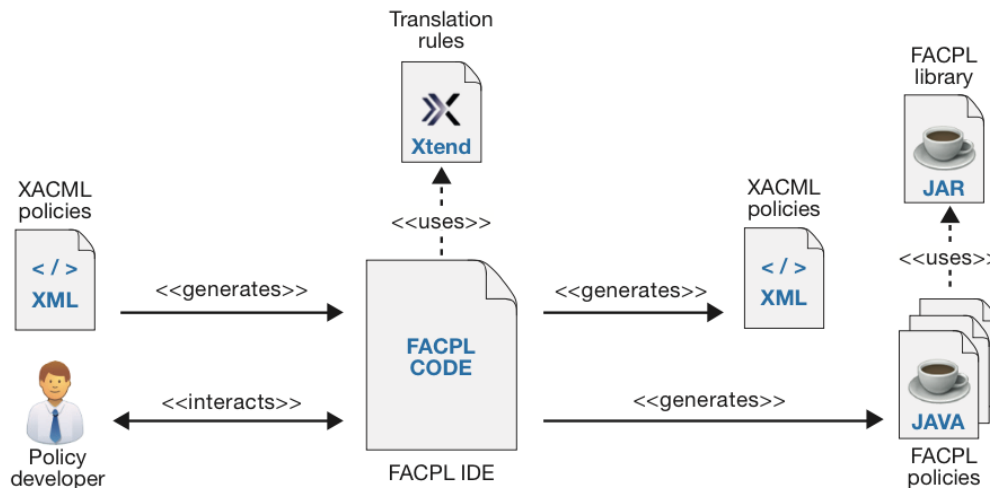 Translation
rules
Xtend
<<uses>>
FACPL
library
JAR
<<uses>>
XACML
policies
</>
XML
<<generates>>
FACPL
CODE
FACPL IDE
<<generates>>
XACML
policies
</>
XML
Policy
developer
<<interacts>>
<<generates>>
JAVA
FACPL
policies